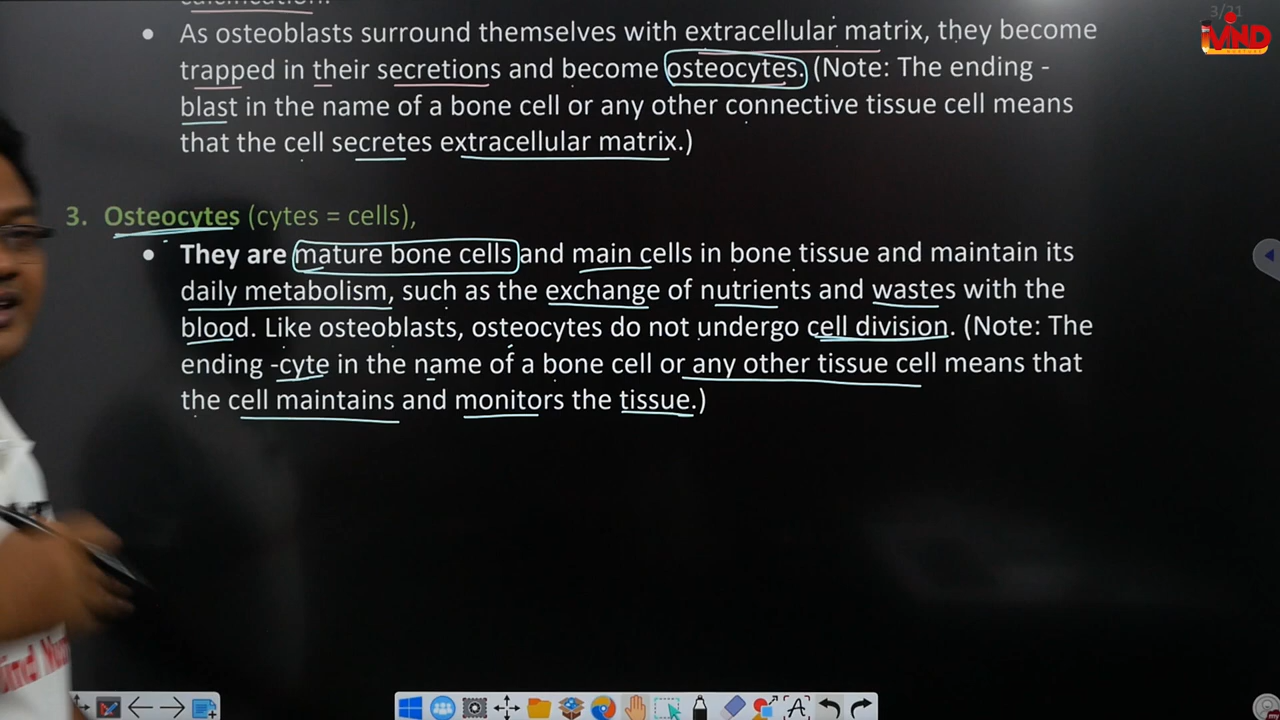 calcification.
3/21
MIND
As osteoblasts surround themselves with extracellular matrix, they become
trapped in their secretions and become osteocytes. (Note: The ending -
blast in the name of a bone cell or any other connective tissue cell means
that the cell secretes extracellular matrix.)
3. Osteocytes (cytes = cells),
They are mature bone cells and main cells in bone tissue and maintain its
daily metabolism, such as the exchange of nutrients and wastes with the
blood. Like osteoblasts, osteocytes do not undergo cell division. (Note: The
ending -cyte in the name of a bone cell or any other tissue cell means that
the cell maintains and monitors the tissue.)